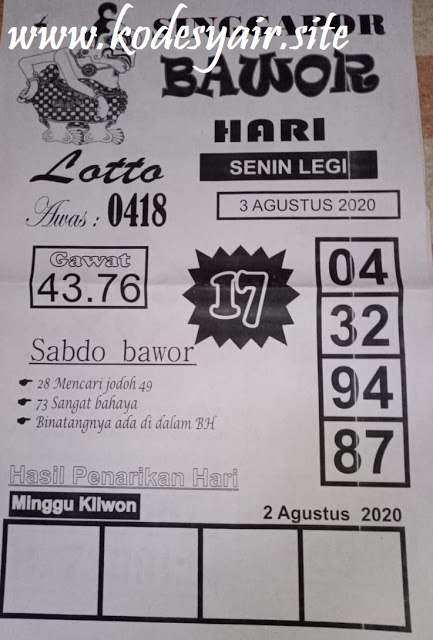 www.kodesyair.site
SINGGAPOR
BAWOR
HARI
Lotto
SENIN LEGI
Awas : 0418
3 AGUSTUS 2020
Gawat
43.76
17
04
32
94
87
Sabdo bawor
28 Mencari jodoh 49
73 Sangat bahaya
Binatangnya ada di dalam BH
Hasil Penarikan Hari
Minggu Kliwon
2 Agustus 2020